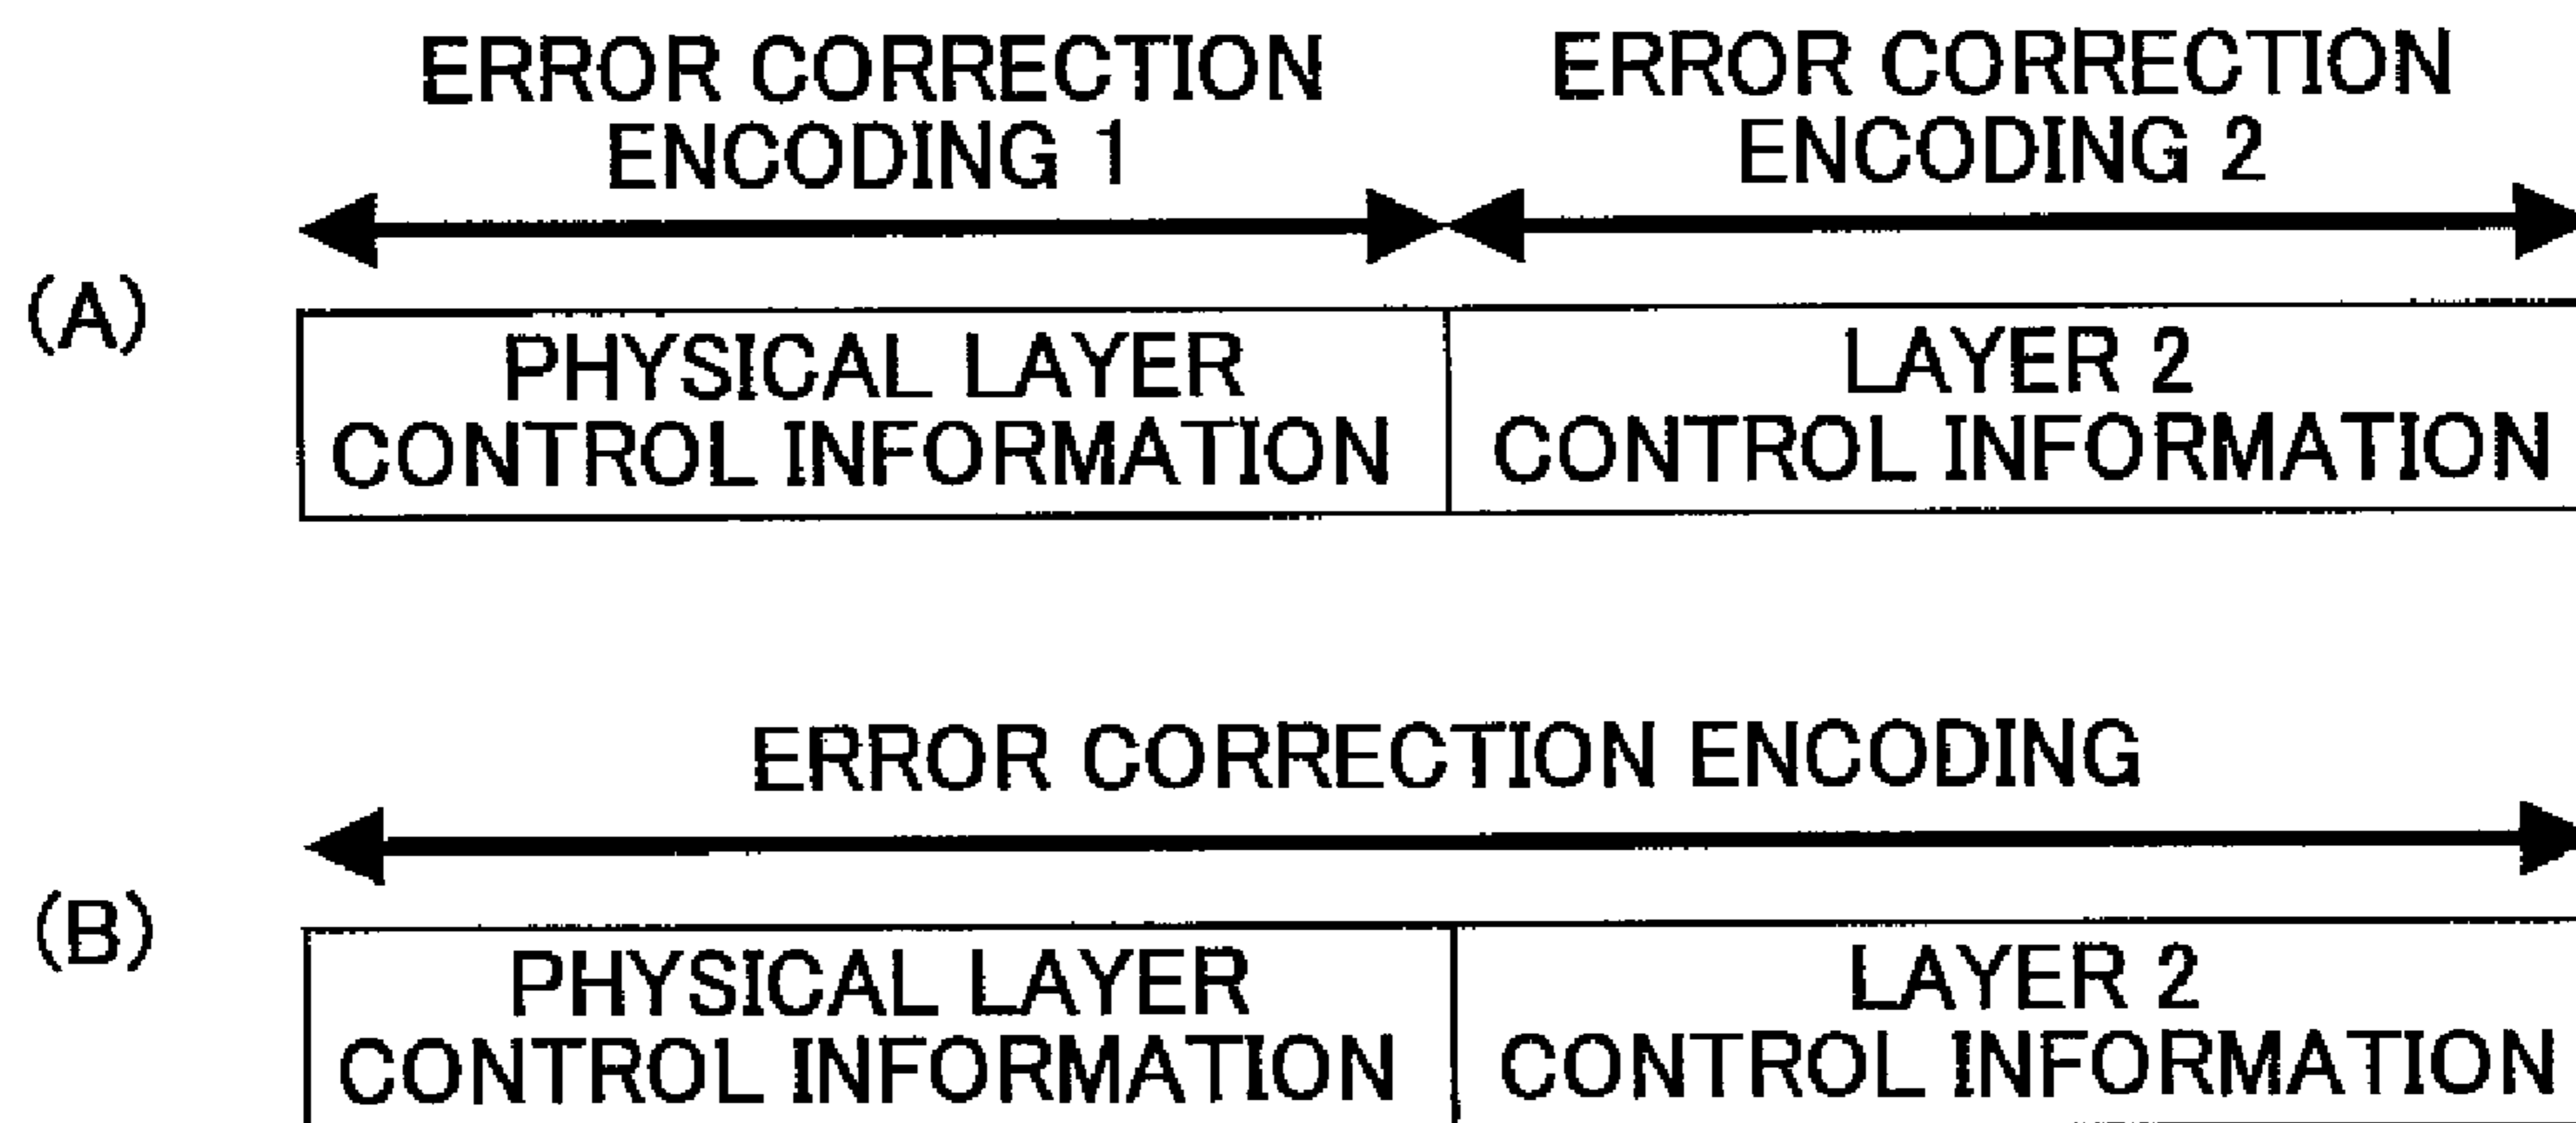 ERROR CORRECTION
ENCODING 1
ERROR CORRECTION
ENCODING 2
(A)
PHYSICAL LAYER
CONTROL INFORMATION
LAYER 2
CONTROL INFORMATION
ERROR CORRECTION ENCODING
(B)
PHYSICAL LAYER
CONTROL INFORMATION
LAYER 2
CONTROL INFORMATION